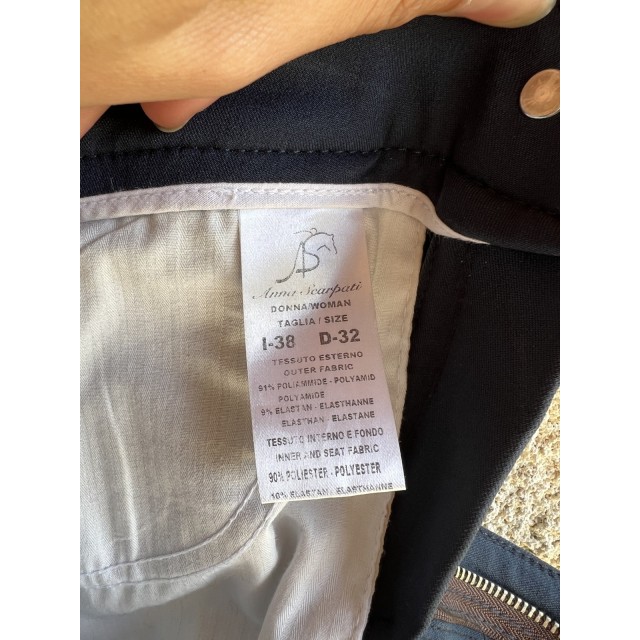 AS
Anna Scarpati
DONNA/WOMAN
TAGLIA / SIZE
I-38 D-32
TESSUTO ESTERNO
OUTER FABRIC
91% POLIAMMIDE - POLYAMID
POLYAMIDE
9% ELASTAN - ELASTHANNE
ELASTHAN - ELASTANE
TESSUTO INTERNO E FONDO
INNER AND SEAT FABRIC
90% POLIESTER - POLYESTER
10% ELASTAN - ELASTHANNE